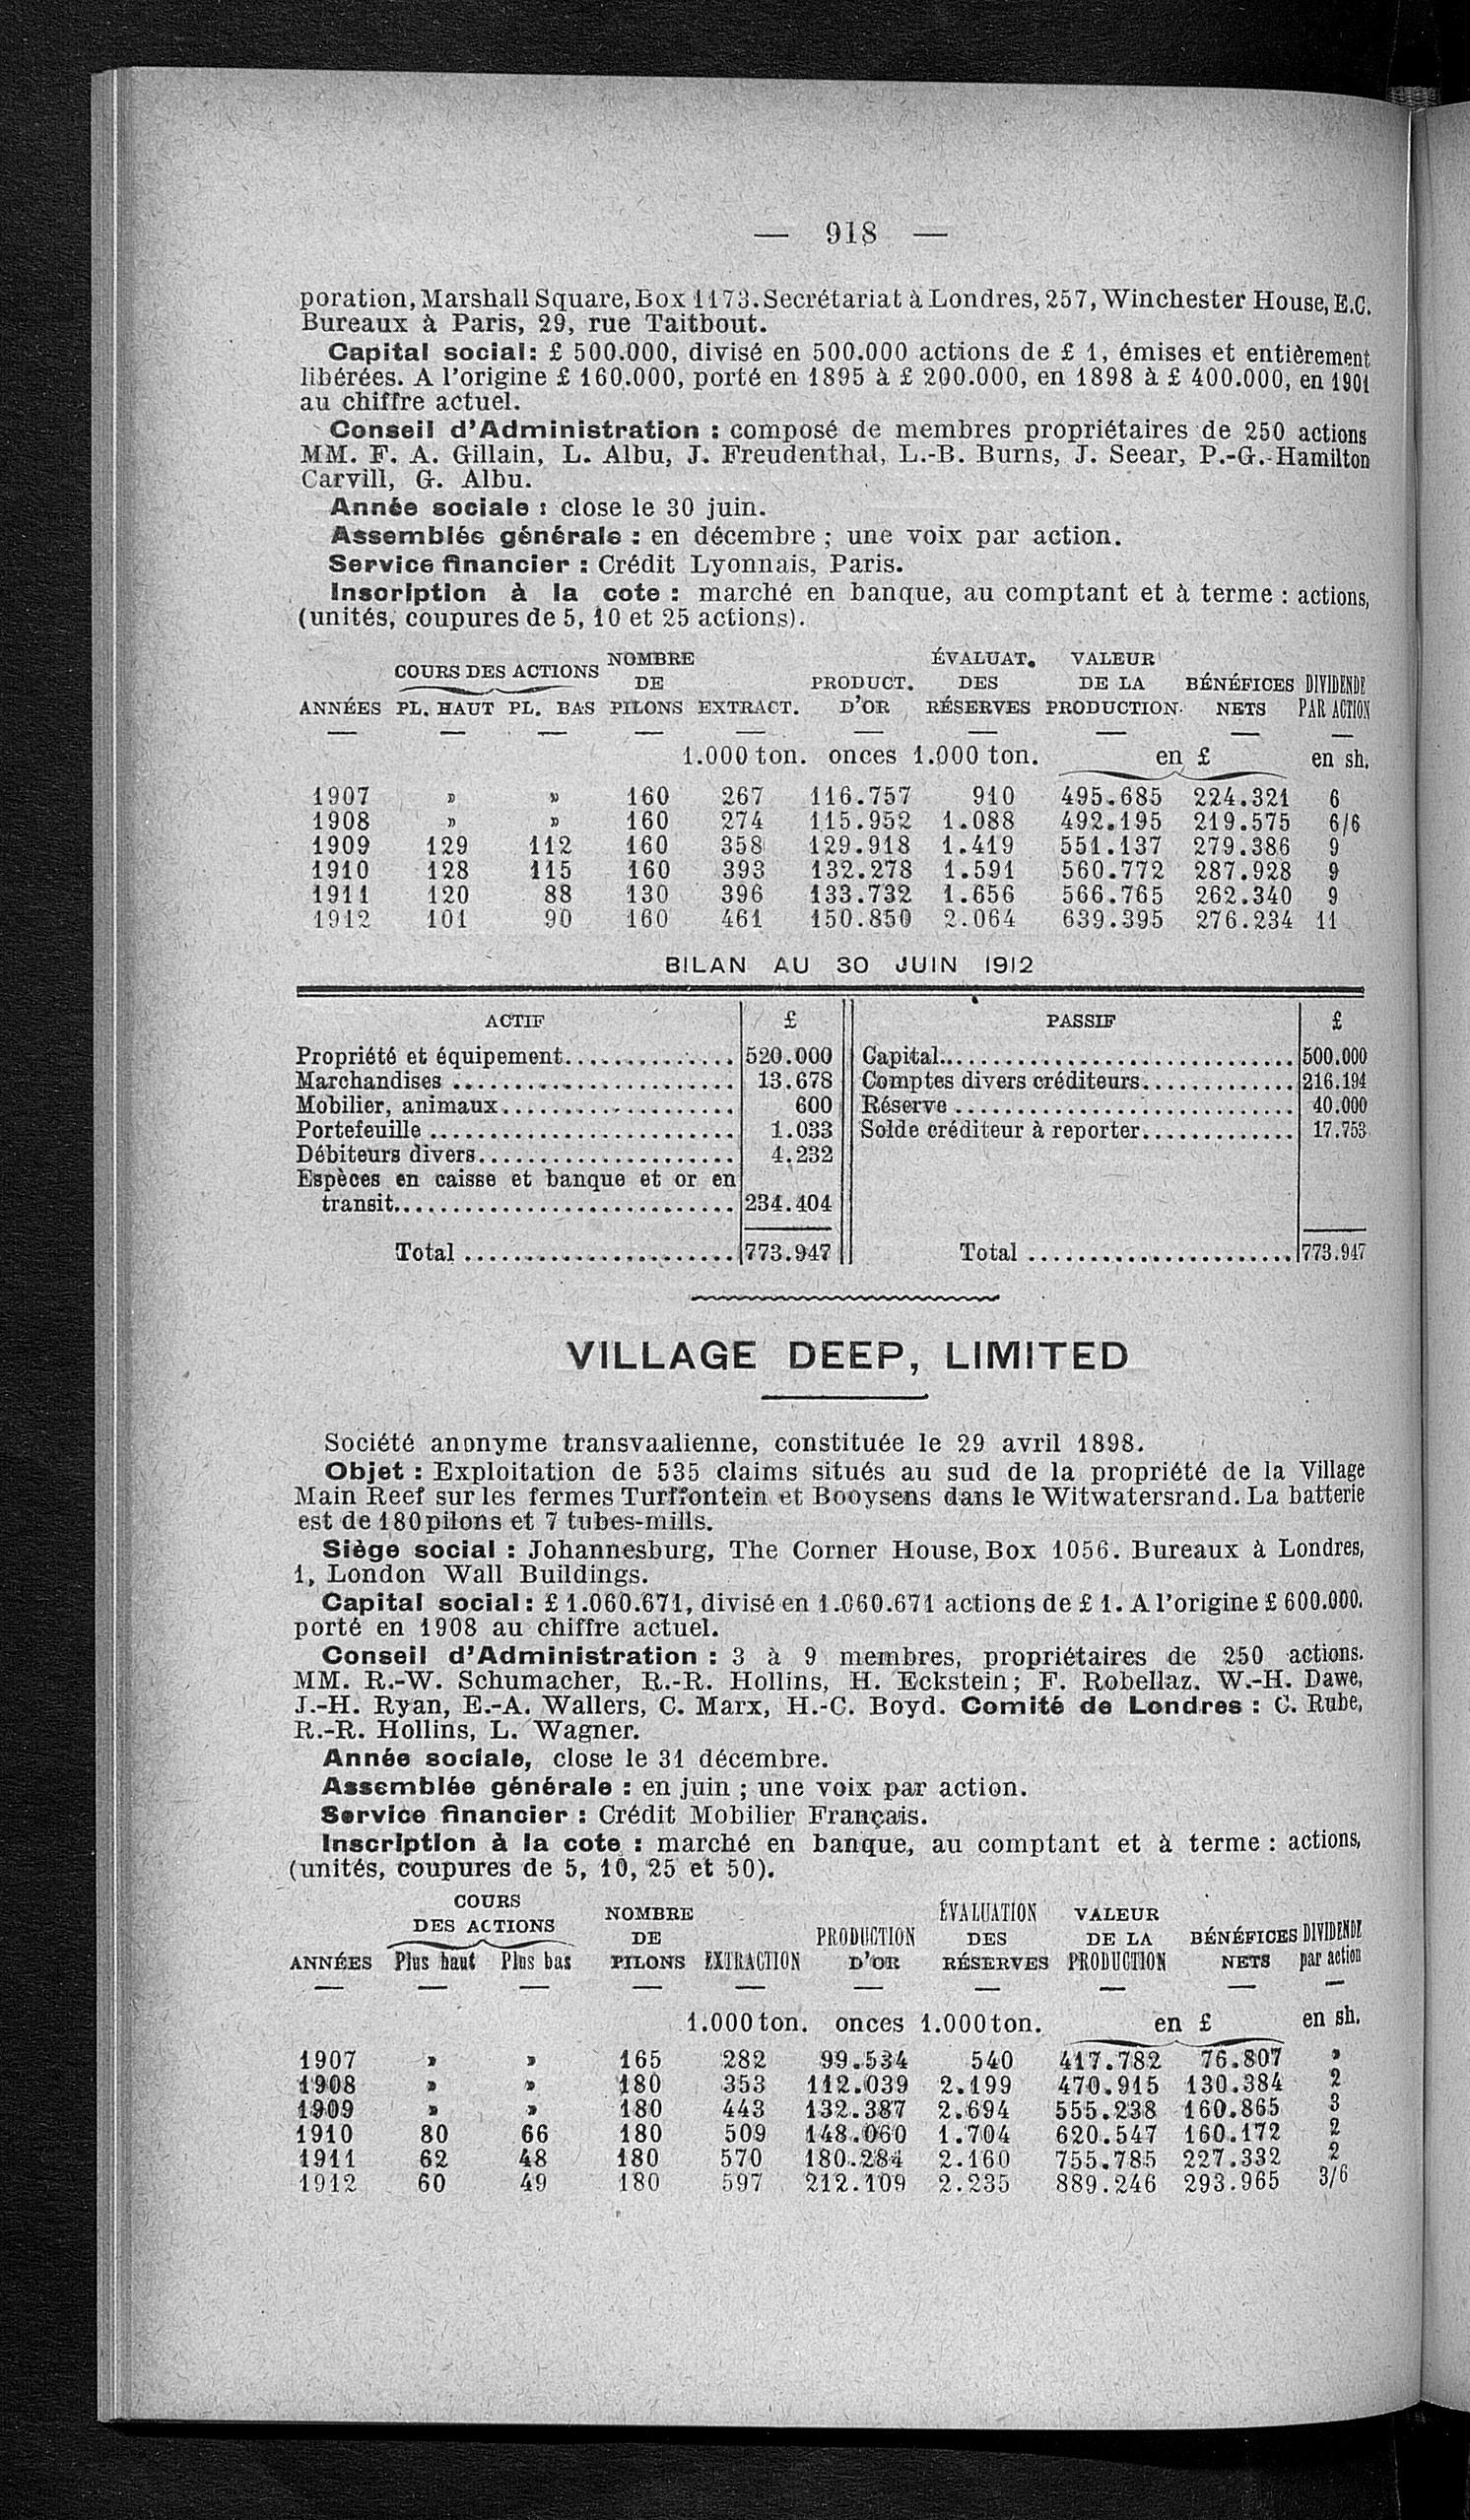 — 918 —
poration, Marshall Square, Box 1173. Secrétariat à Londres, 257, Winchester House, E.C.
Bureaux à Paris, 29, rue Taitbout.
Capital social: £ 500.000, divisé en 500.000 actions de £ 1, émises et entièrement
libérées. A l'origine £ 160.000, porté en 1895 à £ 200.000, en 1898 à £ 400.000, en 1901
au chiffre actuel.
Conseil d'Administration : composé de membres propriétaires de 250 actions
MM. F. A. Gillain, L. Albu, J. Freudenthal, L.-B. Burns, J. Seear, P.-G.-Hamilton
Carvill, G. Albu.
Année sociale : close le 30 juin.
Assemblée générale : en décembre ; une voix par action.
Service financier : Crédit Lyonnais, Paris.
Inscription à la cote : marché en banque, au comptant et à terme : actions,
(unités, coupures de 5, 10 et 25 actions).
COURS DES ACTIONS NOMBRE ÉVALUAT. VALEUR
DE PRODUCT. DES DE LA BÉNÉFICES DIVIDENDE
ANNÉES PL. HAUT PL. BAS PILONS EXTRACT. D'OR RÉSERVES PRODUCTION NETS PAR ACTION
1.000 ton. onces 1.000 ton. en £ en sh.
1907 » » 160 267 116.757 910 495.685 224.321 6
1908 » » 160 274 115.952 1.088 492.195 219.575 6/6
1909 129 112 160 358 129.918 1.419 551.137 279.386 9
1910 128 115 160 393 132.278 1.591 560.772 287.928 9
1911 120 88 130 396 133.732 1.656 566.765 262.340 9
1912 101 90 160 461 150.850 2.064 639.395 276.234 11
BILAN AU 30 JUIN 1912
ACTIF £ PASSIF £
Propriété et équipement.............. 520.000 Capital.............................. 500.000
Marchandises ....................... 13.678 Comptes divers créditeurs............. 216.194
Mobilier, animaux................... 600 Réserve ............................ 40.000
Portefeuille ......................... 1.033 Solde créditeur à reporter............. 17.753
Débiteurs divers..................... 4.232
Espèces en caisse et banque et or en
transit............................ 234.404
Total ...................... 773.947 Total ...................... 773.947
VILLAGE DEEP, LIMITED
Société anonyme transvaalienne, constituée le 29 avril 1898.
Objet : Exploitation de 535 claims situés au sud de la propriété de la Village
Main Reef sur les fermes Turffontein et Booysens dans le Witwatersrand. La batterie
est de 180 pilons et 7 tubes-mills.
Siège social : Johannesburg, The Corner House, Box 1056. Bureaux à Londres,
1, London Wall Buildings.
Capital social : £ 1.060.671, divisé en 1.060.671 actions de £ 1. A l'origine £ 600.000.
porté en 1908 au chiffre actuel.
Conseil d'Administration : 3 à 9 membres, propriétaires de 250 actions.
MM. R.-W. Schumacher, R.-R. Hollins, H. Eckstein; F. Robellaz. W.-H. Dawe,
J.-H. Ryan, E.-A. Wallers, C. Marx, H.-C. Boyd. Comité de Londres : C. Rube,
R.-R. Hollins, L. Wagner.
Année sociale, close le 31 décembre.
Assemblée générale : en juin ; une voix par action.
Service financier : Crédit Mobilier Français.
Inscription à la cote : marché en banque, au comptant et à terme : actions,
(unités, coupures de 5, 10, 25 et 50).
COURS NOMBRE ÉVALUATION VALEUR
DES ACTIONS DE PRODUCTION DES DE LA BÉNÉFICES DIVIDENDE
ANNÉES Plus haut Plus bas PILONS EXTRACTION D'OR RÉSERVES PRODUCTION NETS par action
1.000 ton. onces 1.000 ton. en £ en sh.
1907 » » 165 282 99.534 540 417.782 76.807 »
1908 » » 180 353 112.039 2.199 470.915 130.384 2
1909 » » 180 443 132.387 2.694 555.238 160.865 3
1910 80 66 180 509 148.060 1.704 620.547 160.172 2
1911 62 48 180 570 180.284 2.160 755.785 227.332 2
1912 60 49 180 597 212.109 2.235 889.246 293.965 3/6